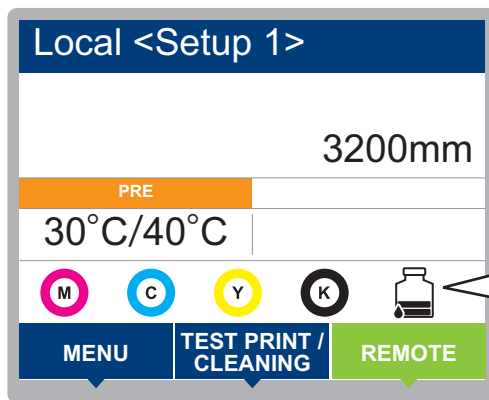 Local <Setup 1>
3200mm
PRE
30°C/40°C
M C Y K
MENU
TEST PRINT /
CLEANING
REMOTE